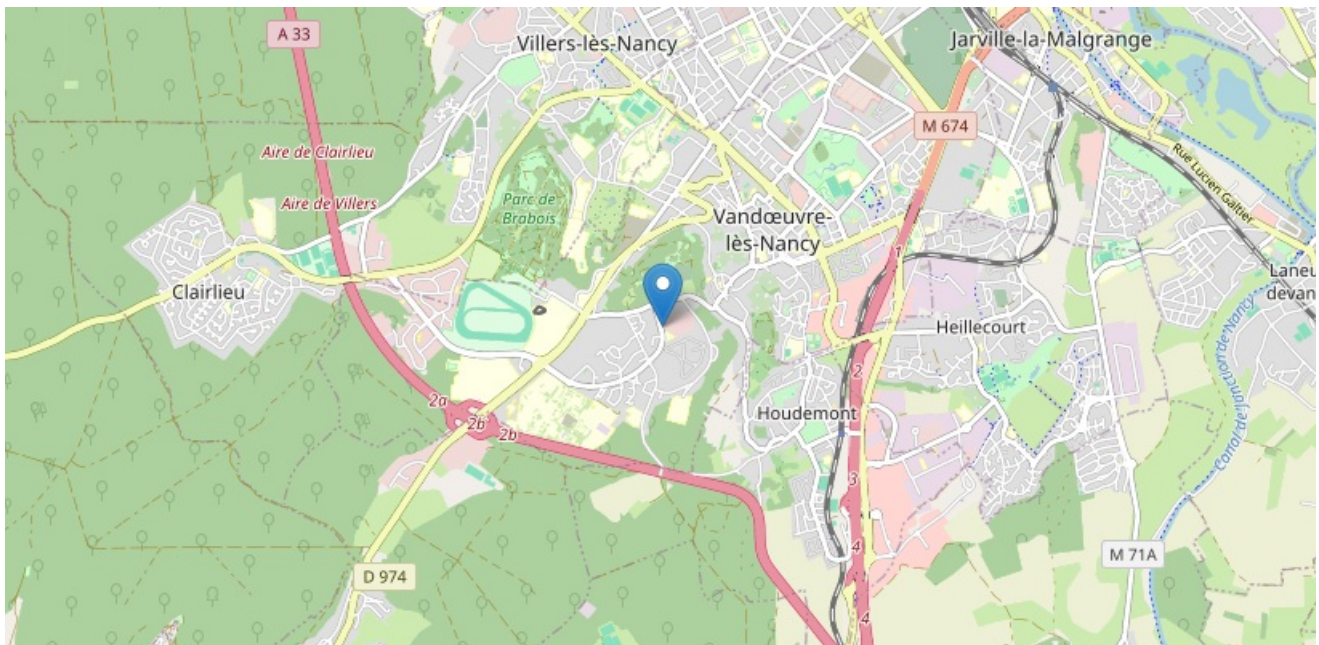 A 33
Villers-lès-Nancy
Jarville-la-Malgrange
M 674
Aire de Clairlieu
Rue Lucien Galtier
Aire de Villers
Parc de
Brabois
Vandœuvre-
lès-Nancy
1
Clairlieu
Laneu
devan
Heillecourt
Canal de jonction de Nancy
2
2a
2b
2b
Houdemont
3
4
M 71A
D 974
4